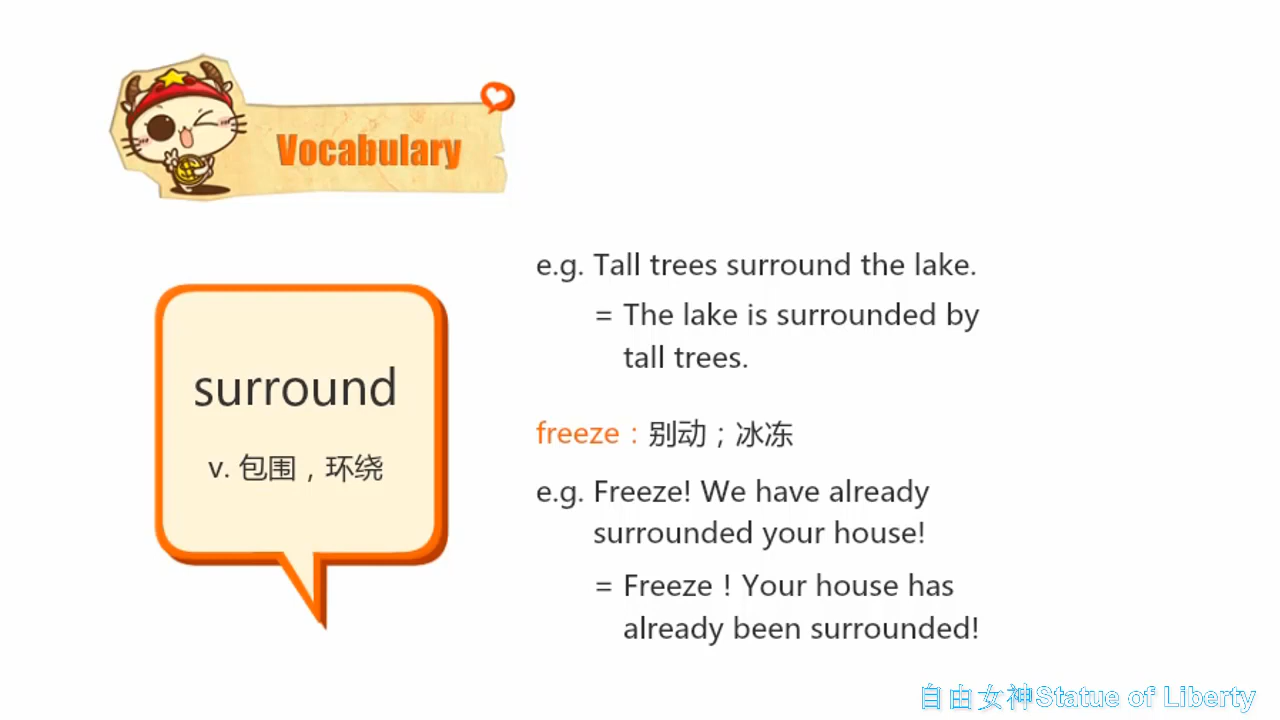 Vocabulary
surround
v. 包围，环绕
e.g. Tall trees surround the lake.
= The lake is surrounded by
tall trees.
freeze：别动；冰冻
e.g. Freeze! We have already
surrounded your house!
= Freeze！Your house has
already been surrounded!
自由女神Statue of Liberty